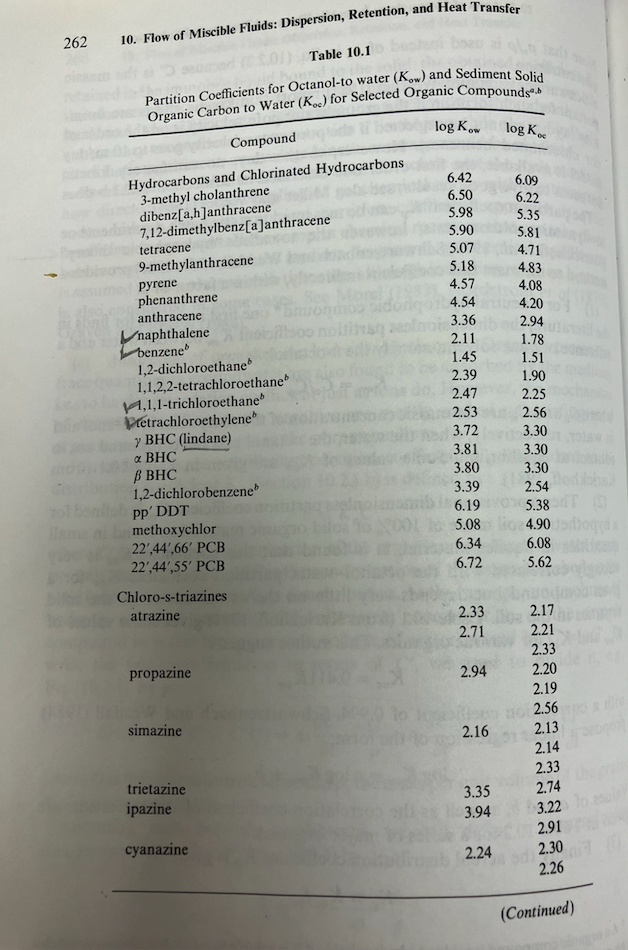 262
10. Flow of Miscible Fluids: Dispersion, Retention, and Heat Transfer
Table 10.1
Partition Coefficients for Octanol-to water (Kow) and Sediment Solid
Organic Carbon to Water (Koc) for Selected Organic Compounds a,b
Compound log Kow log Koc
Hydrocarbons and Chlorinated Hydrocarbons
3-methyl cholanthrene 6.42 6.09
dibenz[a,h]anthracene 6.50 6.22
7,12-dimethylbenz[a]anthracene 5.98 5.35
tetracene 5.90 5.81
9-methylanthracene 5.07 4.71
pyrene 5.18 4.83
phenanthrene 4.57 4.08
anthracene 4.54 4.20
naphthalene 3.36 2.94
benzene b 2.11 1.78
1,2-dichloroethane b 1.45 1.51
1,1,2,2-tetrachloroethane b 2.39 1.90
1,1,1-trichloroethane b 2.47 2.25
tetrachloroethylene b 2.53 2.56
γ BHC (lindane) 3.72 3.30
α BHC 3.81 3.30
β BHC 3.80 3.30
1,2-dichlorobenzene b 3.39 2.54
pp' DDT 6.19 5.38
methoxychlor 5.08 4.90
22',44',66' PCB 6.34 6.08
22',44',55' PCB 6.72 5.62
Chloro-s-triazines
atrazine 2.33 2.17
2.71 2.21
2.33
propazine 2.94 2.20
2.19
2.56
simazine 2.16 2.13
2.14
2.33
trietazine 3.35 2.74
ipazine 3.94 3.22
2.91
cyanazine 2.24 2.30
2.26
(Continued)